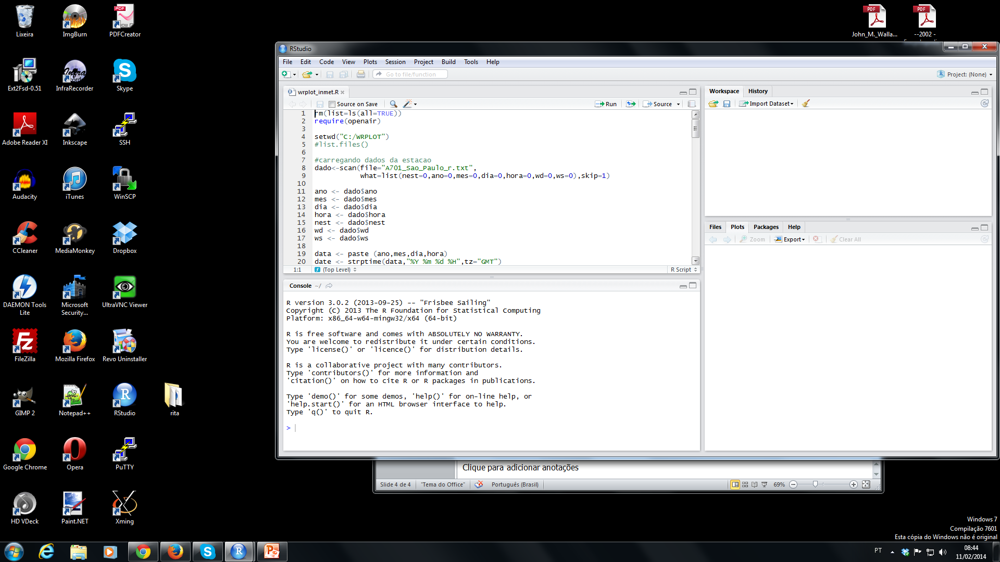 Lixeira
ImgBurn
PDFCreator
Ext2Fsd-0.51
InfraRecorder
Skype
Adobe Reader XI
Inkscape
SSH
Audacity
iTunes
WinSCP
CCleaner
MediaMonkey
Dropbox
DAEMON Tools
Lite
Microsoft
Security...
UltraVNC Viewer
FileZilla
Mozilla Firefox
Revo Uninstaller
GIMP 2
Notepad++
RStudio
rita
Google Chrome
Opera
PuTTY
HD VDeck
Paint.NET
Xming
PDF
John_M._Walla...
PDF
--2002 -
RStudio
File Edit Code View Plots Session Project Build Tools Help
Go to file/function
Project: (None)
wrplot_inmet.R
Source on Save
Run
Source
1 rm(list=ls(all=TRUE))
2 require(openair)
3
4 setwd("C:/WRPLOT")
5 #list.files()
6
7 #carregando dados da estacao
8 dado<-scan(file="A701_Sao_Paulo_r.txt",
9 what=list(nest=0,ano=0,mes=0,dia=0,hora=0,wd=0,ws=0),skip=1)
10
11 ano <- dado$ano
12 mes <- dado$mes
13 dia <- dado$dia
14 hora <- dado$hora
15 nest <- dado$nest
16 wd <- dado$wd
17 ws <- dado$ws
18
19 data <- paste (ano,mes,dia,hora)
20 date <- strptime(data,"%Y %m %d %H",tz="GMT")
1:1 (Top Level) R Script
Console ~/
R version 3.0.2 (2013-09-25) -- "Frisbee Sailing"
Copyright (C) 2013 The R Foundation for Statistical Computing
Platform: x86_64-w64-mingw32/x64 (64-bit)
R is free software and comes with ABSOLUTELY NO WARRANTY.
You are welcome to redistribute it under certain conditions.
Type 'license()' or 'licence()' for distribution details.
R is a collaborative project with many contributors.
Type 'contributors()' for more information and
'citation()' on how to cite R or R packages in publications.
Type 'demo()' for some demos, 'help()' for on-line help, or
'help.start()' for an HTML browser interface to help.
Type 'q()' to quit R.
>
Workspace History
Import Dataset
Files Plots Packages Help
Zoom Export Clear All
Clique para adicionar anotações
Slide 4 de 4 "Tema do Office" Português (Brasil) 69%
Windows 7
Compilação 7601
Esta cópia do Windows não é original
PT
08:44
11/02/2014